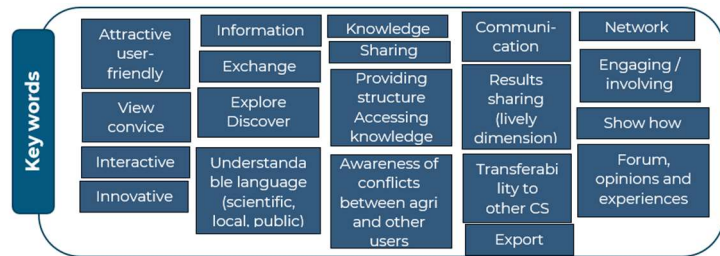 Key words
Attractive
user-
friendly
View
convice
Interactive
Innovative
Information
Exchange
Explore
Discover
Understanda
ble language
(scientific,
local, public)
Knowledge
Sharing
Providing
structure
Accessing
knowledge
Awareness of
conflicts
between agri
and other
users
Communi-
cation
Results
sharing
(lively
dimension)
Transferabi
lity to
other CS
Export
Network
Engaging /
involving
Show how
Forum,
opinions and
experiences